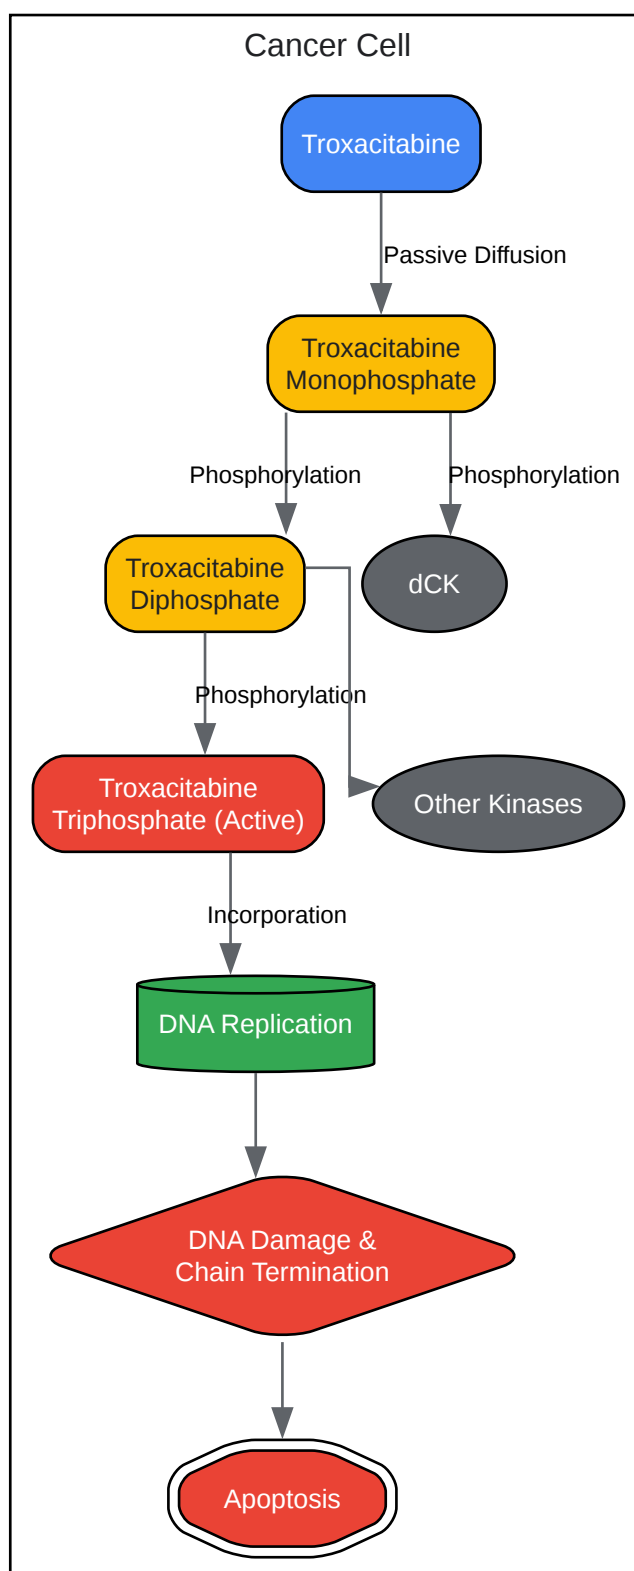 Cancer Cell
Troxacitabine
Passive Diffusion
Troxacitabine
Monophosphate
Phosphorylation
Phosphorylation
Troxacitabine
Diphosphate
dCK
Phosphorylation
Troxacitabine
Triphosphate (Active)
Other Kinases
Incorporation
DNA Replication
DNA Damage &
Chain Termination
Apoptosis